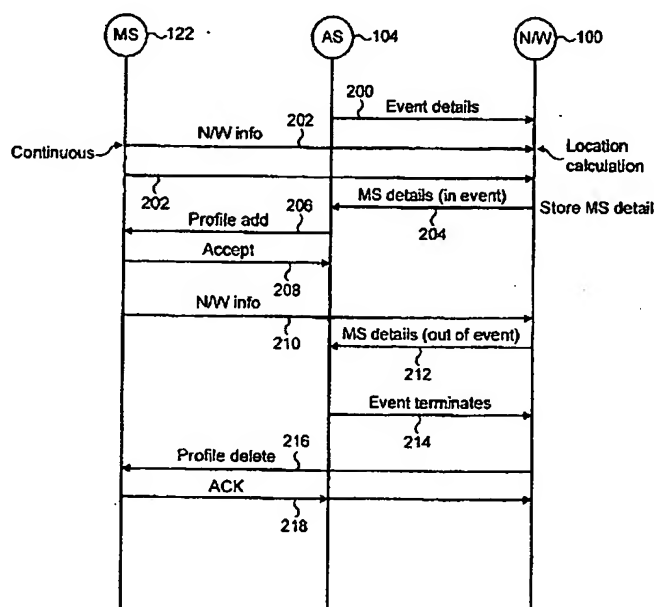 MS 122
AS 104
N/W 100
200
Event details
N/W info
202
Continuous
Location
calculation
202
MS details (in event)
Store MS detail
204
Profile add
206
Accept
208
N/W info
210
MS details (out of event)
212
Event terminates
214
Profile delete
216
ACK
218